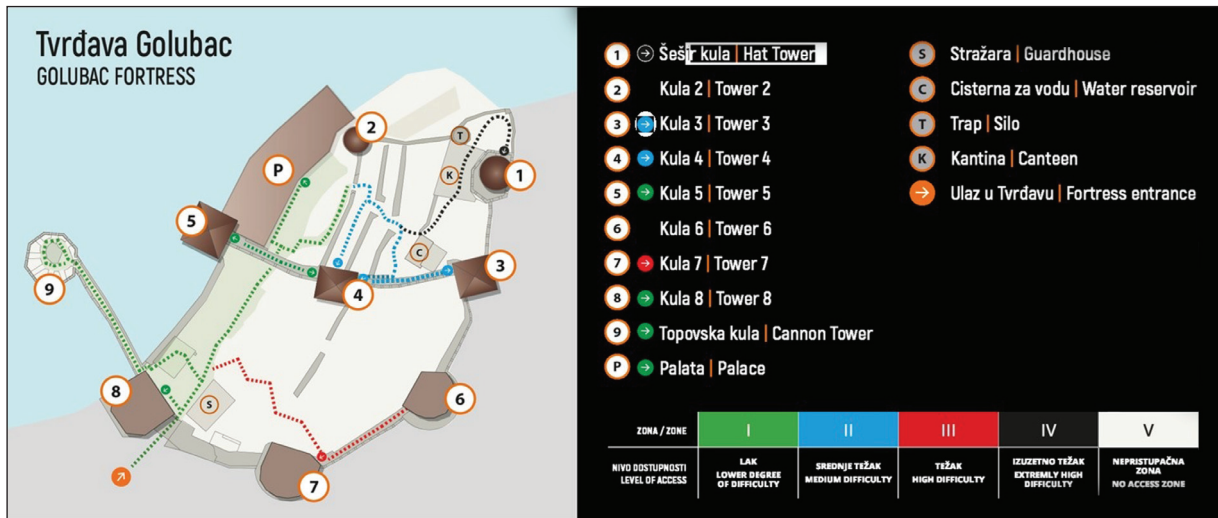 Tvrđava Golubac
GOLUBAC FORTRESS
2
T
P
K
1
5
C
3
9
4
8
S
6
7
1 Šešir kula | Hat Tower
2 Kula 2 | Tower 2
3 Kula 3 | Tower 3
4 Kula 4 | Tower 4
5 Kula 5 | Tower 5
6 Kula 6 | Tower 6
7 Kula 7 | Tower 7
8 Kula 8 | Tower 8
9 Topovska kula | Cannon Tower
P Palata | Palace
S Stražara | Guardhouse
C Cisterna za vodu | Water reservoir
T Trap | Silo
K Kantina | Canteen
Ulaz u Tvrđavu | Fortress entrance
ZONA / ZONE I II III IV V
NIVO DOSTUPNOSTI
LEVEL OF ACCESS
LAK
LOWER DEGREE
OF DIFFICULTY
SREDNJE TEŽAK
MEDIUM DIFFICULTY
TEŽAK
HIGH DIFFICULTY
IZUZETNO TEŽAK
EXTREMLY HIGH
DIFFICULTY
NEPRISTUPAČNA
ZONA
NO ACCESS ZONE